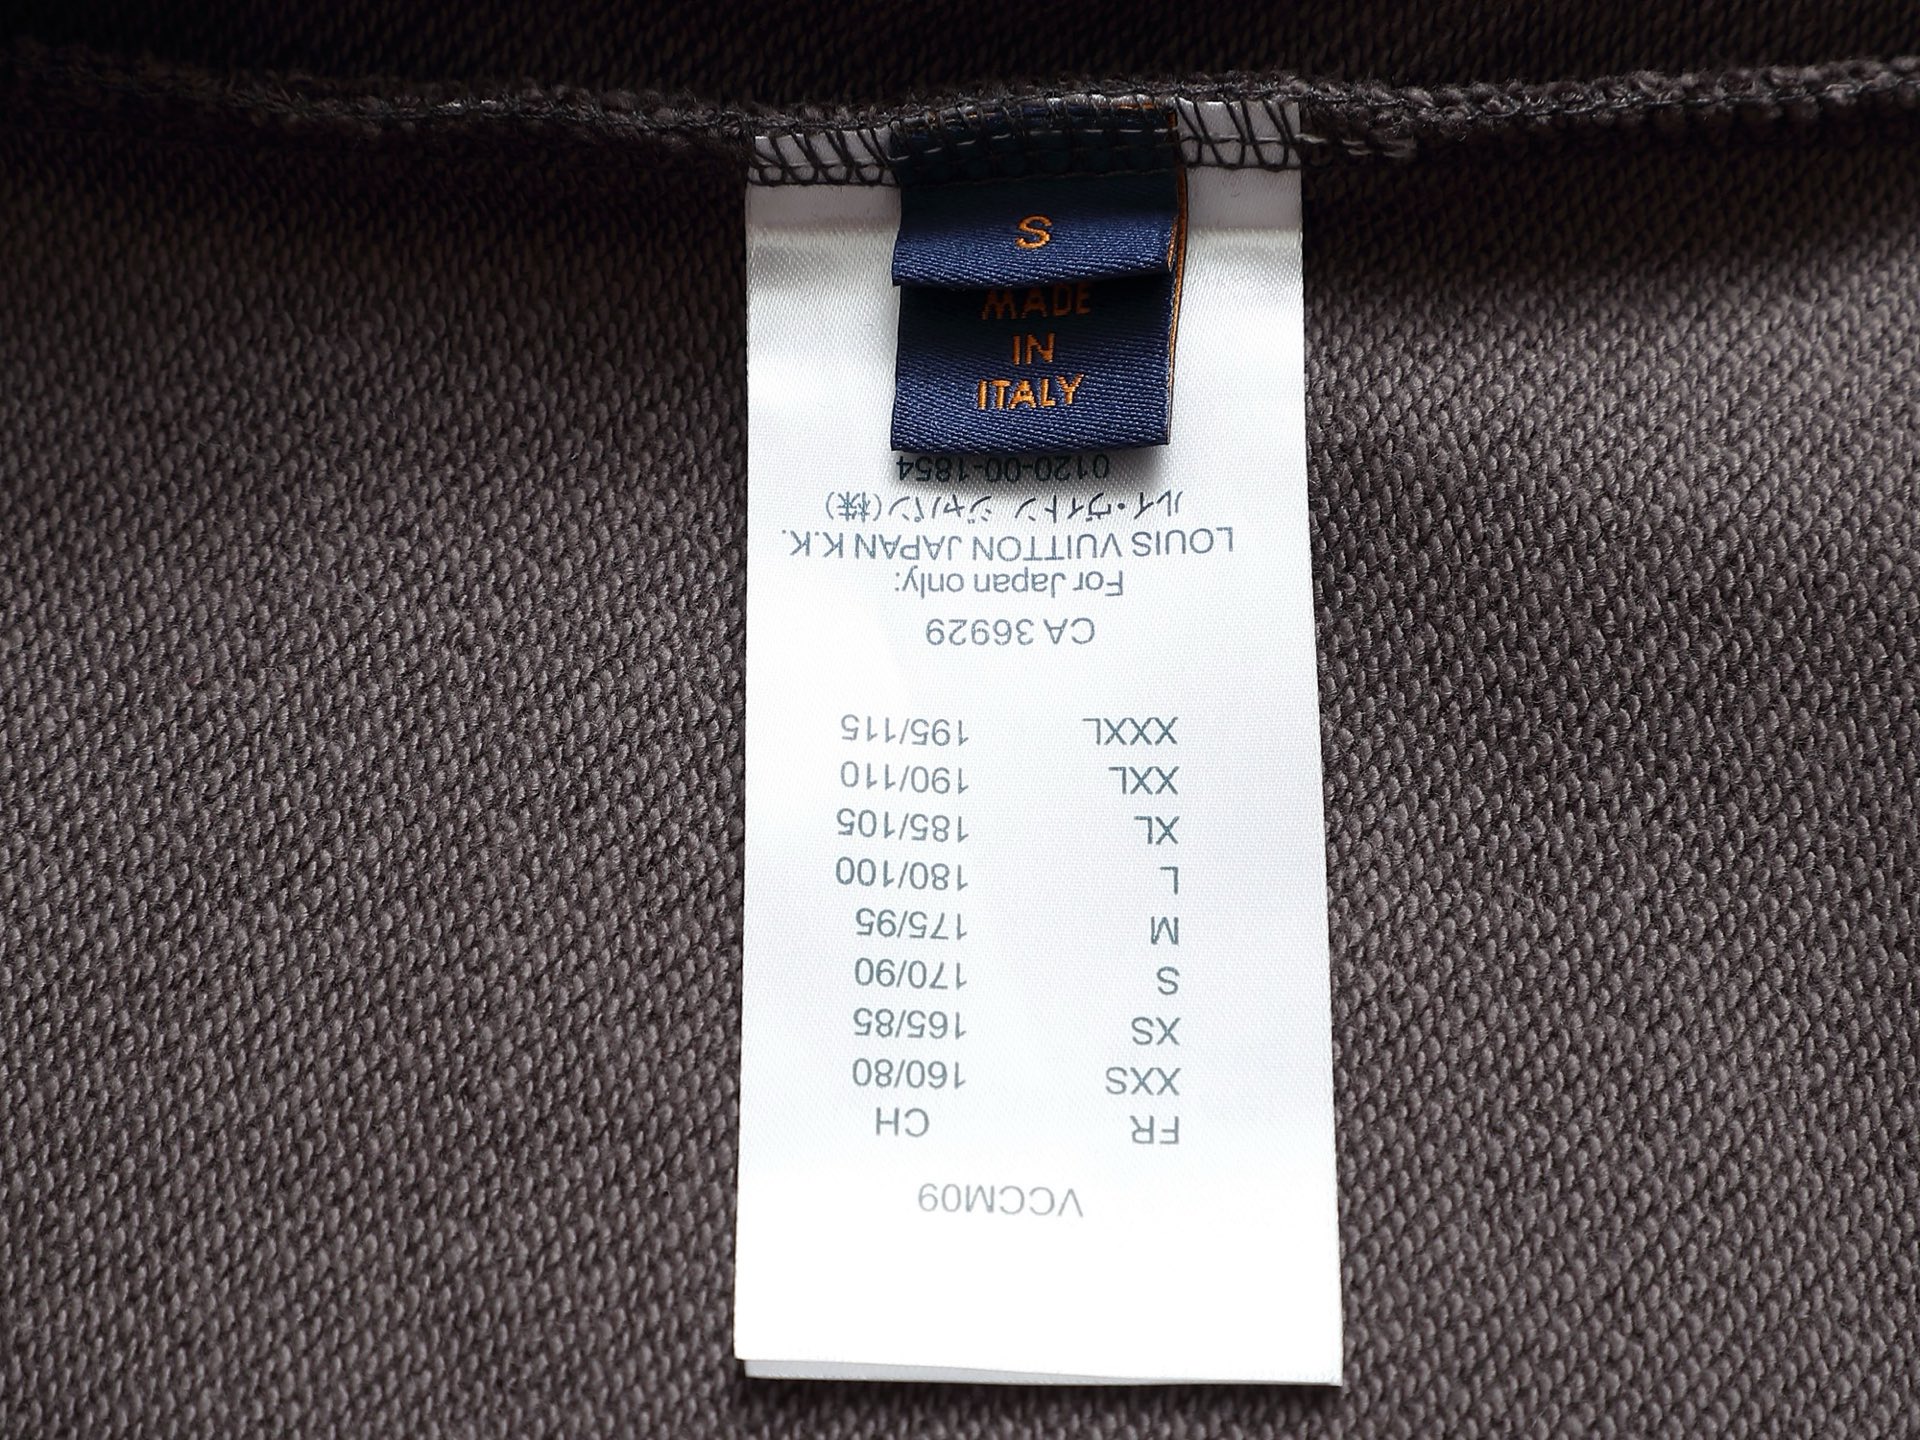 S
MADE
IN
ITALY
VCCM09
FR CH
XXS 160/80
XS 165/85
S 170/90
M 175/95
L 180/100
XL 185/105
XXL 190/110
XXXL 195/115
CA 36929
For Japan only:
LOUIS VUITTON JAPAN K.K.
ルイ・ヴィトン ジャパン(株)
0120-00-1854